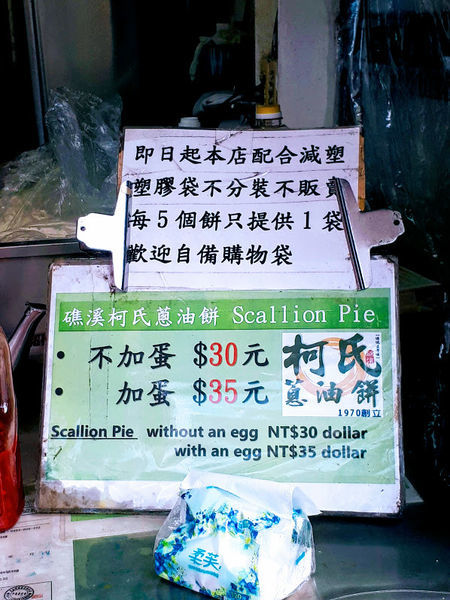 即日起本店配合減塑
塑膠袋不分裝不販賣
每5個餅只提供1袋
歡迎自備購物袋
礁溪柯氏蔥油餅 Scallion Pie
• 不加蛋 $30元
• 加蛋 $35元
柯氏
蔥油餅
1970創立
Scallion Pie without an egg NT$30 dollar
with an egg NT$35 dollar
柔芙